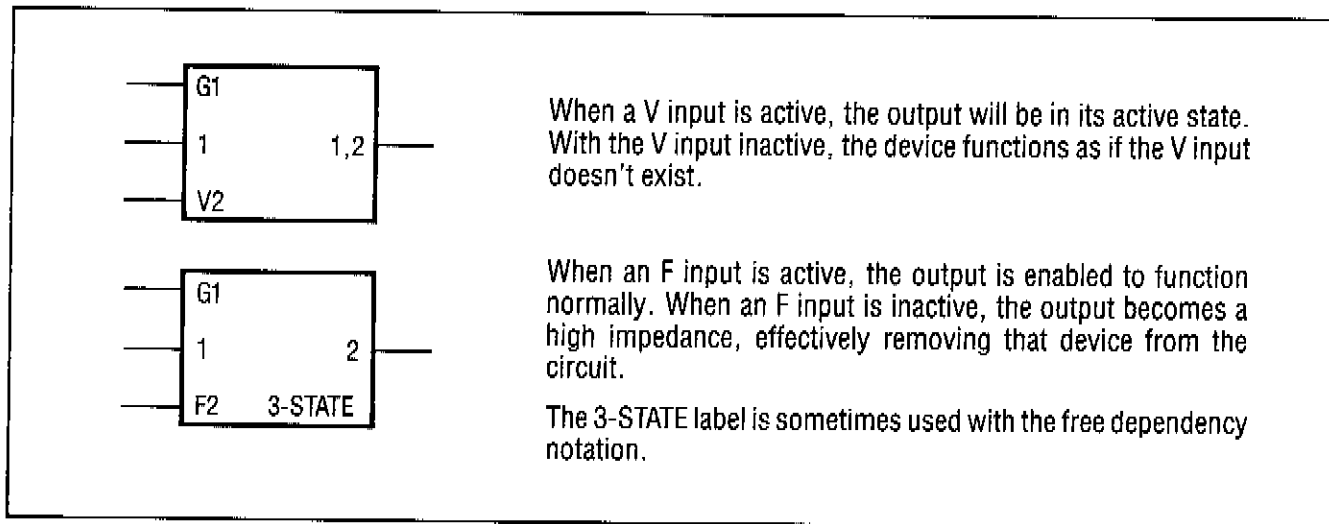 G1
1 1,2
V2
When a V input is active, the output will be in its active state.
With the V input inactive, the device functions as if the V input
doesn't exist.
G1
1 2
F2 3-STATE
When an F input is active, the output is enabled to function
normally. When an F input is inactive, the output becomes a
high impedance, effectively removing that device from the
circuit.
The 3-STATE label is sometimes used with the free dependency
notation.